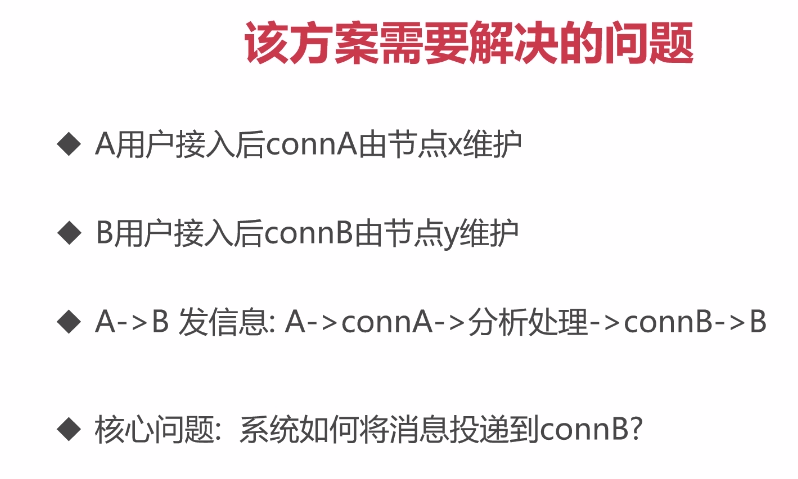 该方案需要解决的问题
◆ A用户接入后connA由节点x维护
◆ B用户接入后connB由节点y维护
◆ A->B 发信息: A->connA->分析处理->connB->B
◆ 核心问题: 系统如何将消息投递到connB?